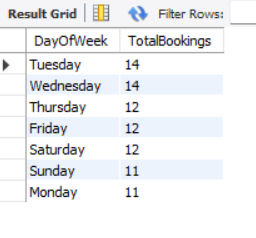 Result Grid Filter Rows:
DayOfWeek TotalBookings
Tuesday 14
Wednesday 14
Thursday 12
Friday 12
Saturday 12
Sunday 11
Monday 11